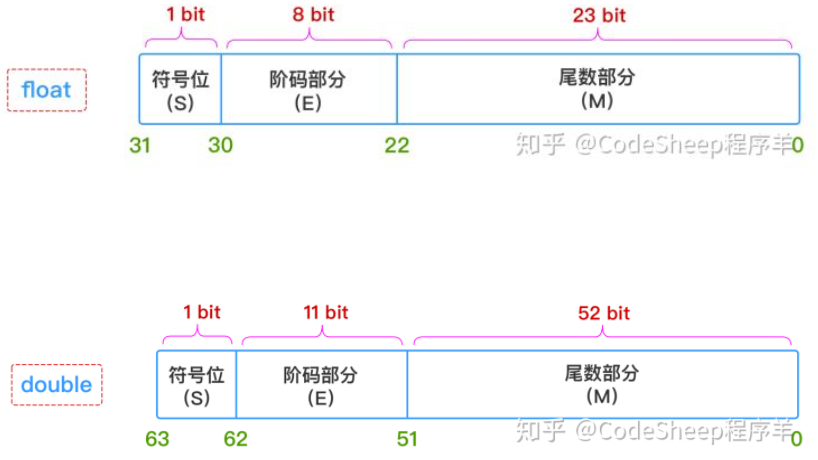 1 bit 8 bit 23 bit
float
符号位
(S)
阶码部分
(E)
尾数部分
(M)
31 30 22 0
知乎 @CodeSheep程序羊
1 bit 11 bit 52 bit
double
符号位
(S)
阶码部分
(E)
尾数部分
(M)
63 62 51 0
知乎 @CodeSheep程序羊